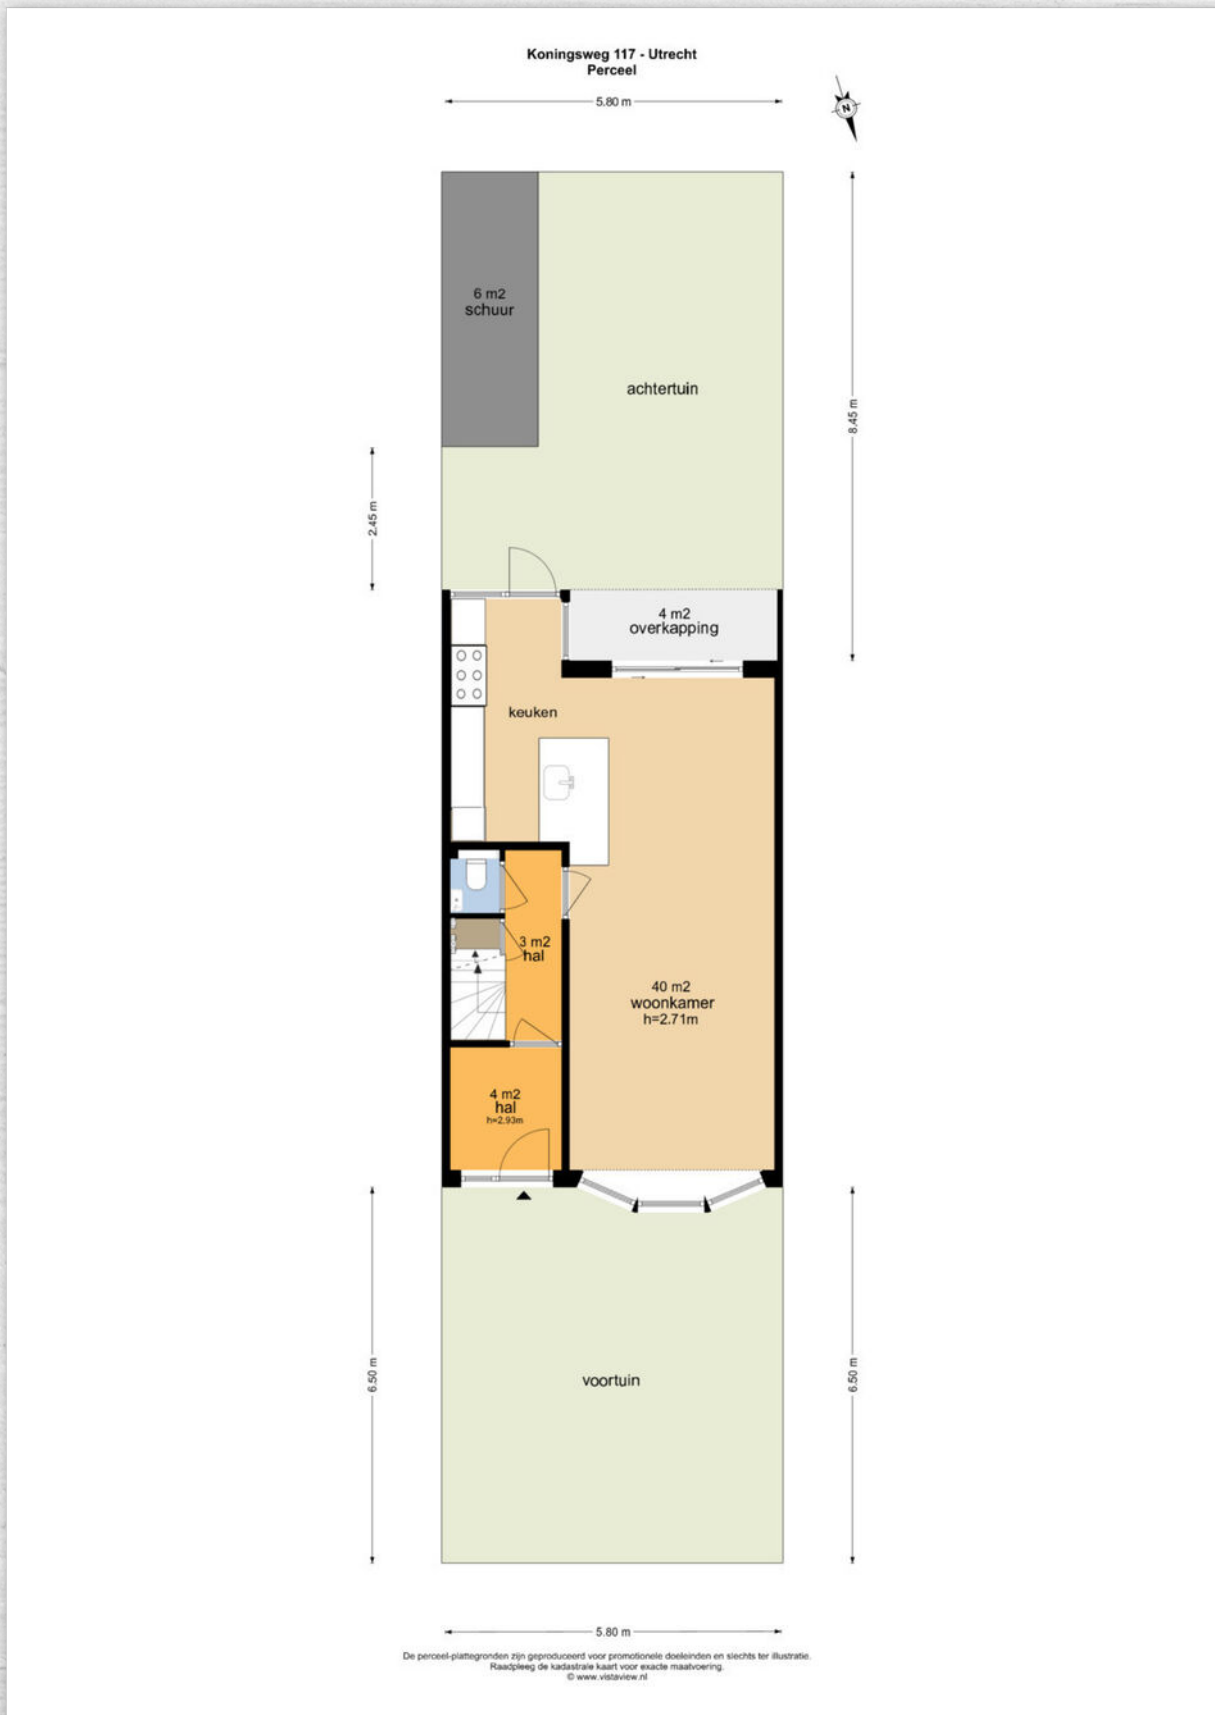 Koningsweg 117 - Utrecht
Perceel
5.80 m
N
6 m2
schuur
achtertuin
8.45 m
2.45 m
4 m2
overkapping
keuken
3 m2
hal
40 m2
woonkamer
h=2.71m
4 m2
hal
h=2.93m
6.50 m
voortuin
6.50 m
5.80 m
De perceel-plattegronden zijn geproduceerd voor promotionele doeleinden en slechts ter illustratie.
Raadpleeg de kadastrale kaart voor exacte maatvoering.
© www.vistaview.nl